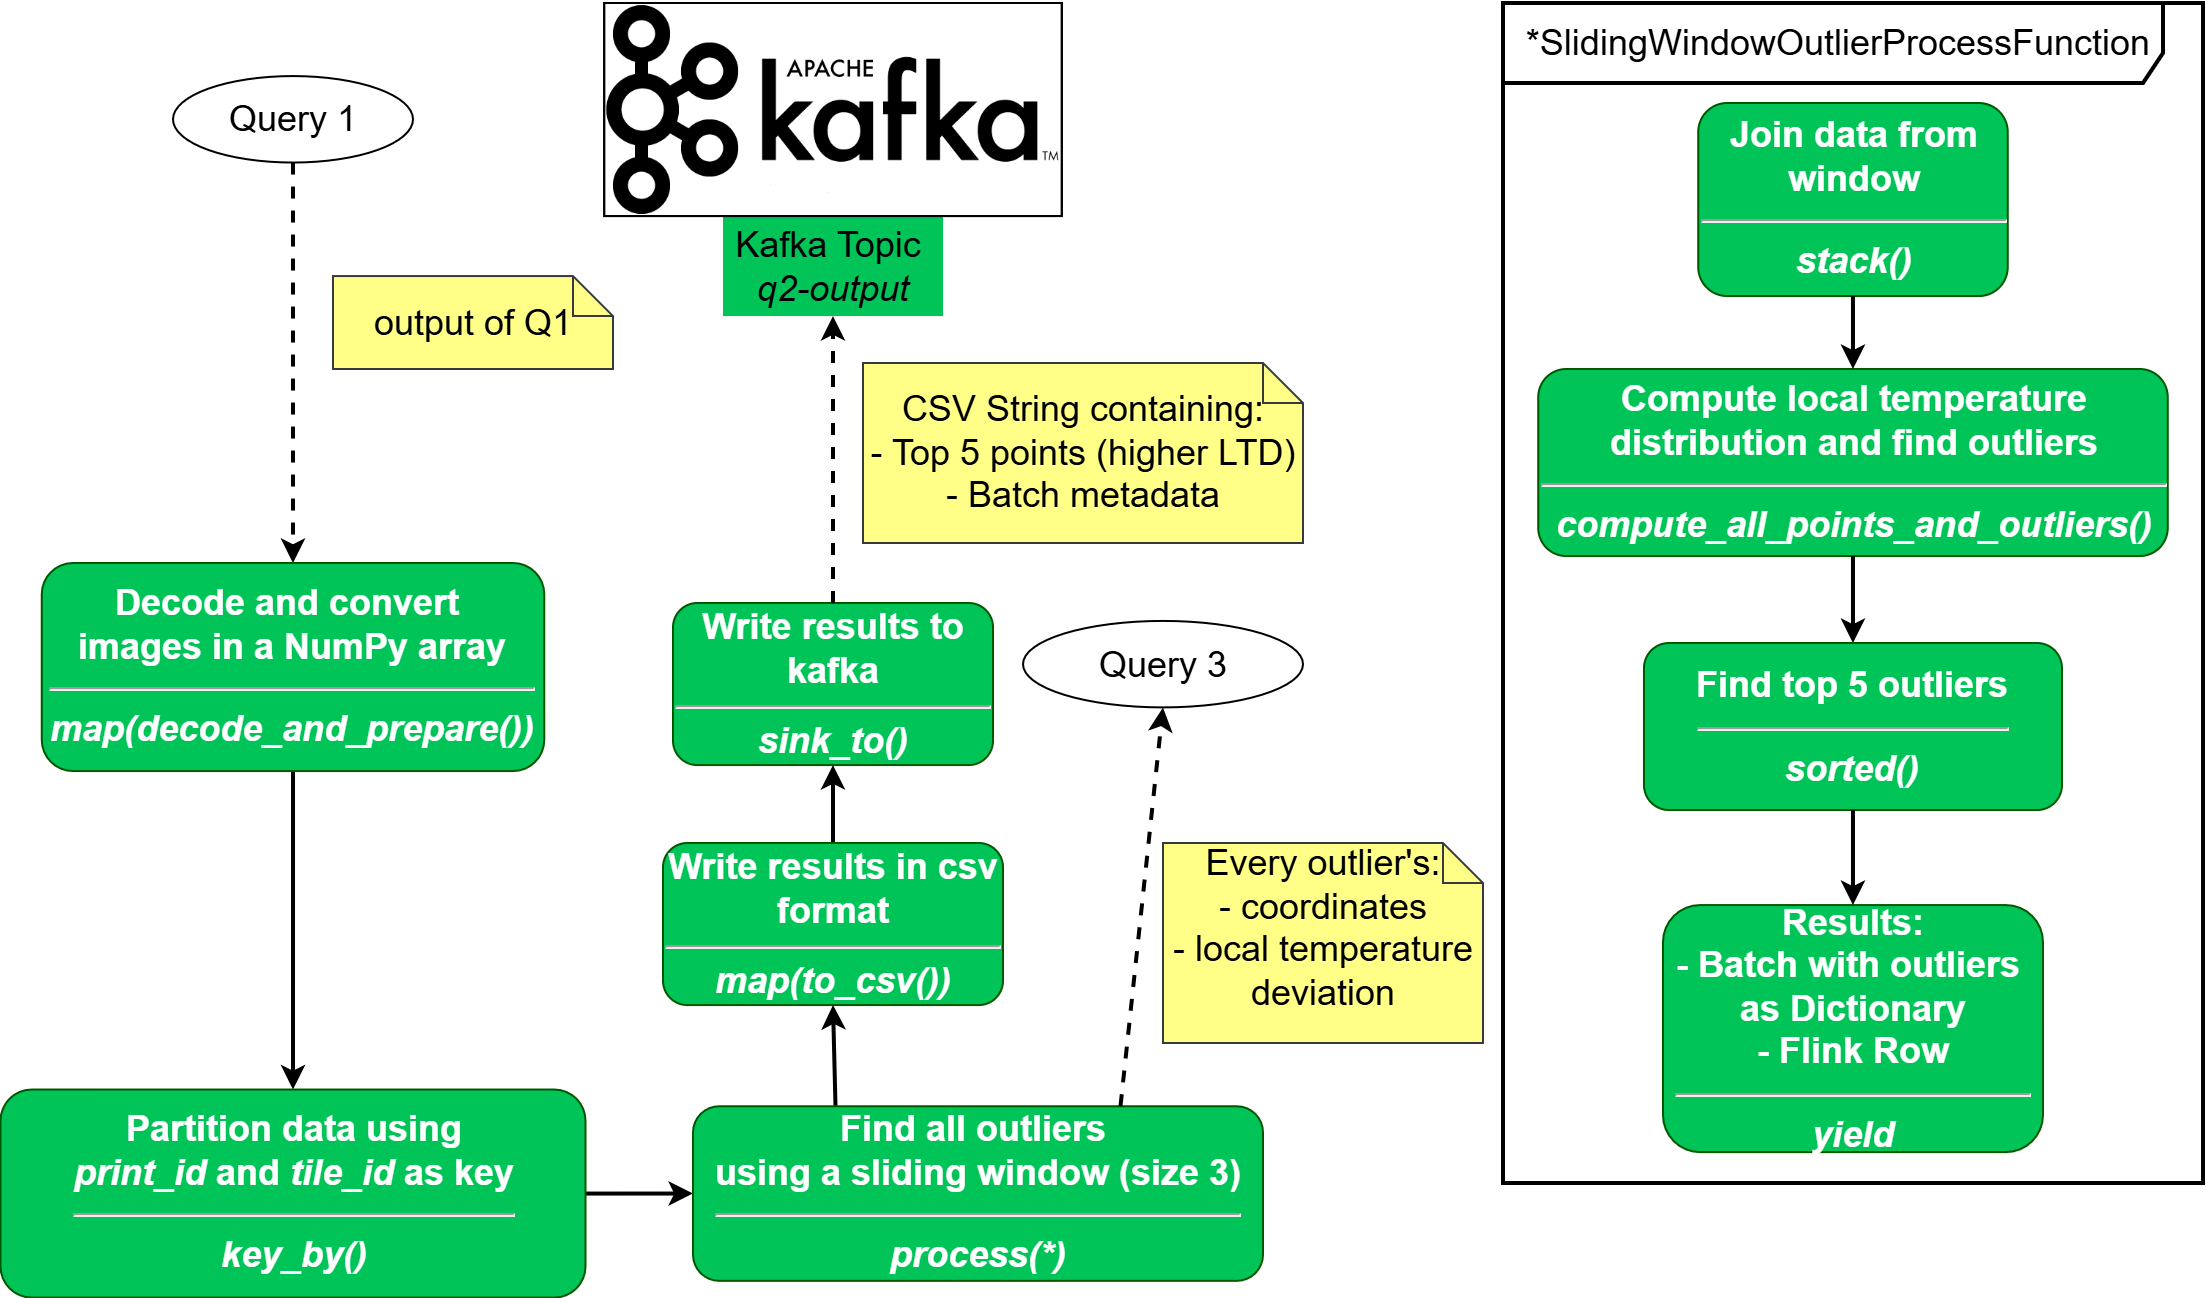 Query 1
output of Q1
Decode and convert
images in a NumPy array
map(decode_and_prepare())
Partition data using
print_id and tile_id as key
key_by()
APACHE
kafka
TM
Kafka Topic
q2-output
CSV String containing:
- Top 5 points (higher LTD)
- Batch metadata
Write results to
kafka
sink_to()
Write results in csv
format
map(to_csv())
Find all outliers
using a sliding window (size 3)
process(*)
Query 3
Every outlier's:
- coordinates
- local temperature
deviation
*SlidingWindowOutlierProcessFunction
Join data from
window
stack()
Compute local temperature
distribution and find outliers
compute_all_points_and_outliers()
Find top 5 outliers
sorted()
Results:
- Batch with outliers
as Dictionary
- Flink Row
yield